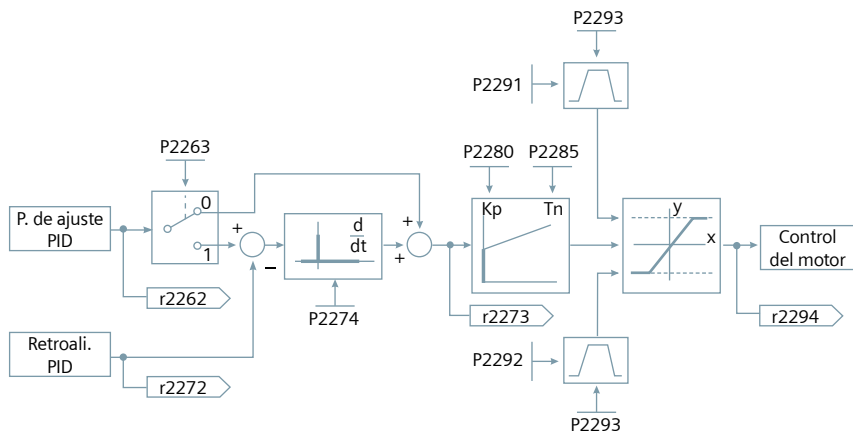 P2293
P2291
P2263
P2280
P2285
0
Kp
Tn
y
x
P. de ajuste
PID
+
+
d
dt
1
−
+
Control
del motor
r2262
P2274
r2273
r2294
Retroali.
PID
r2272
P2292
P2293